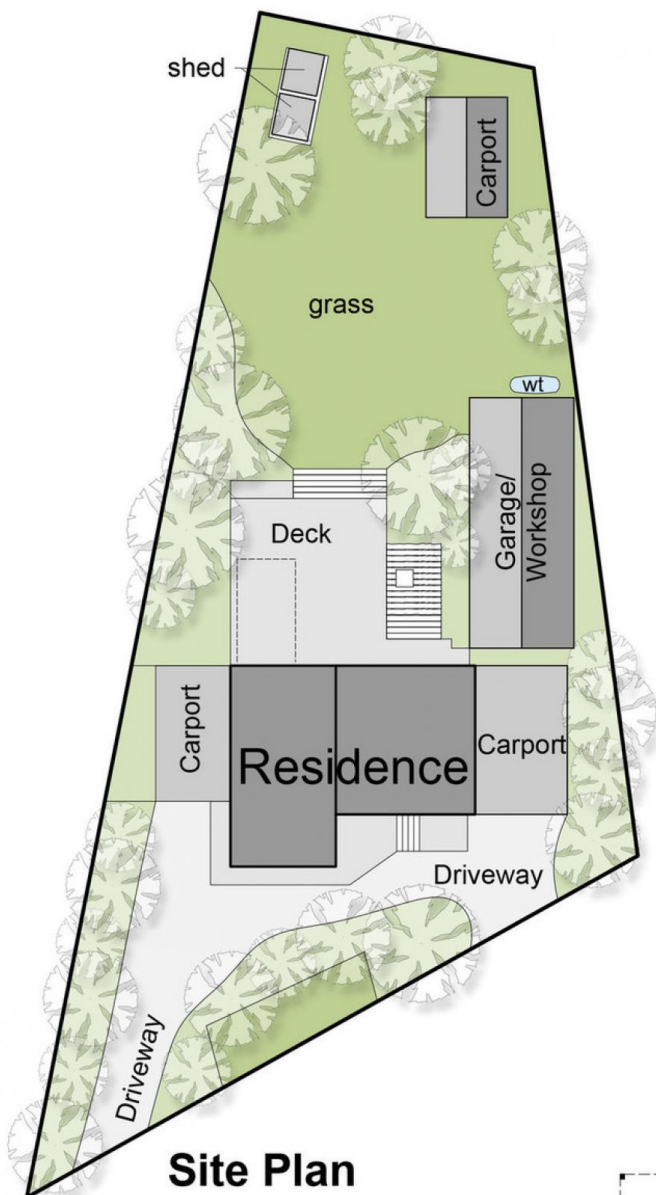 shed
Carport
grass
wt
Garage/
Workshop
Deck
Carport
Residence
Carport
Driveway
Driveway
Site Plan